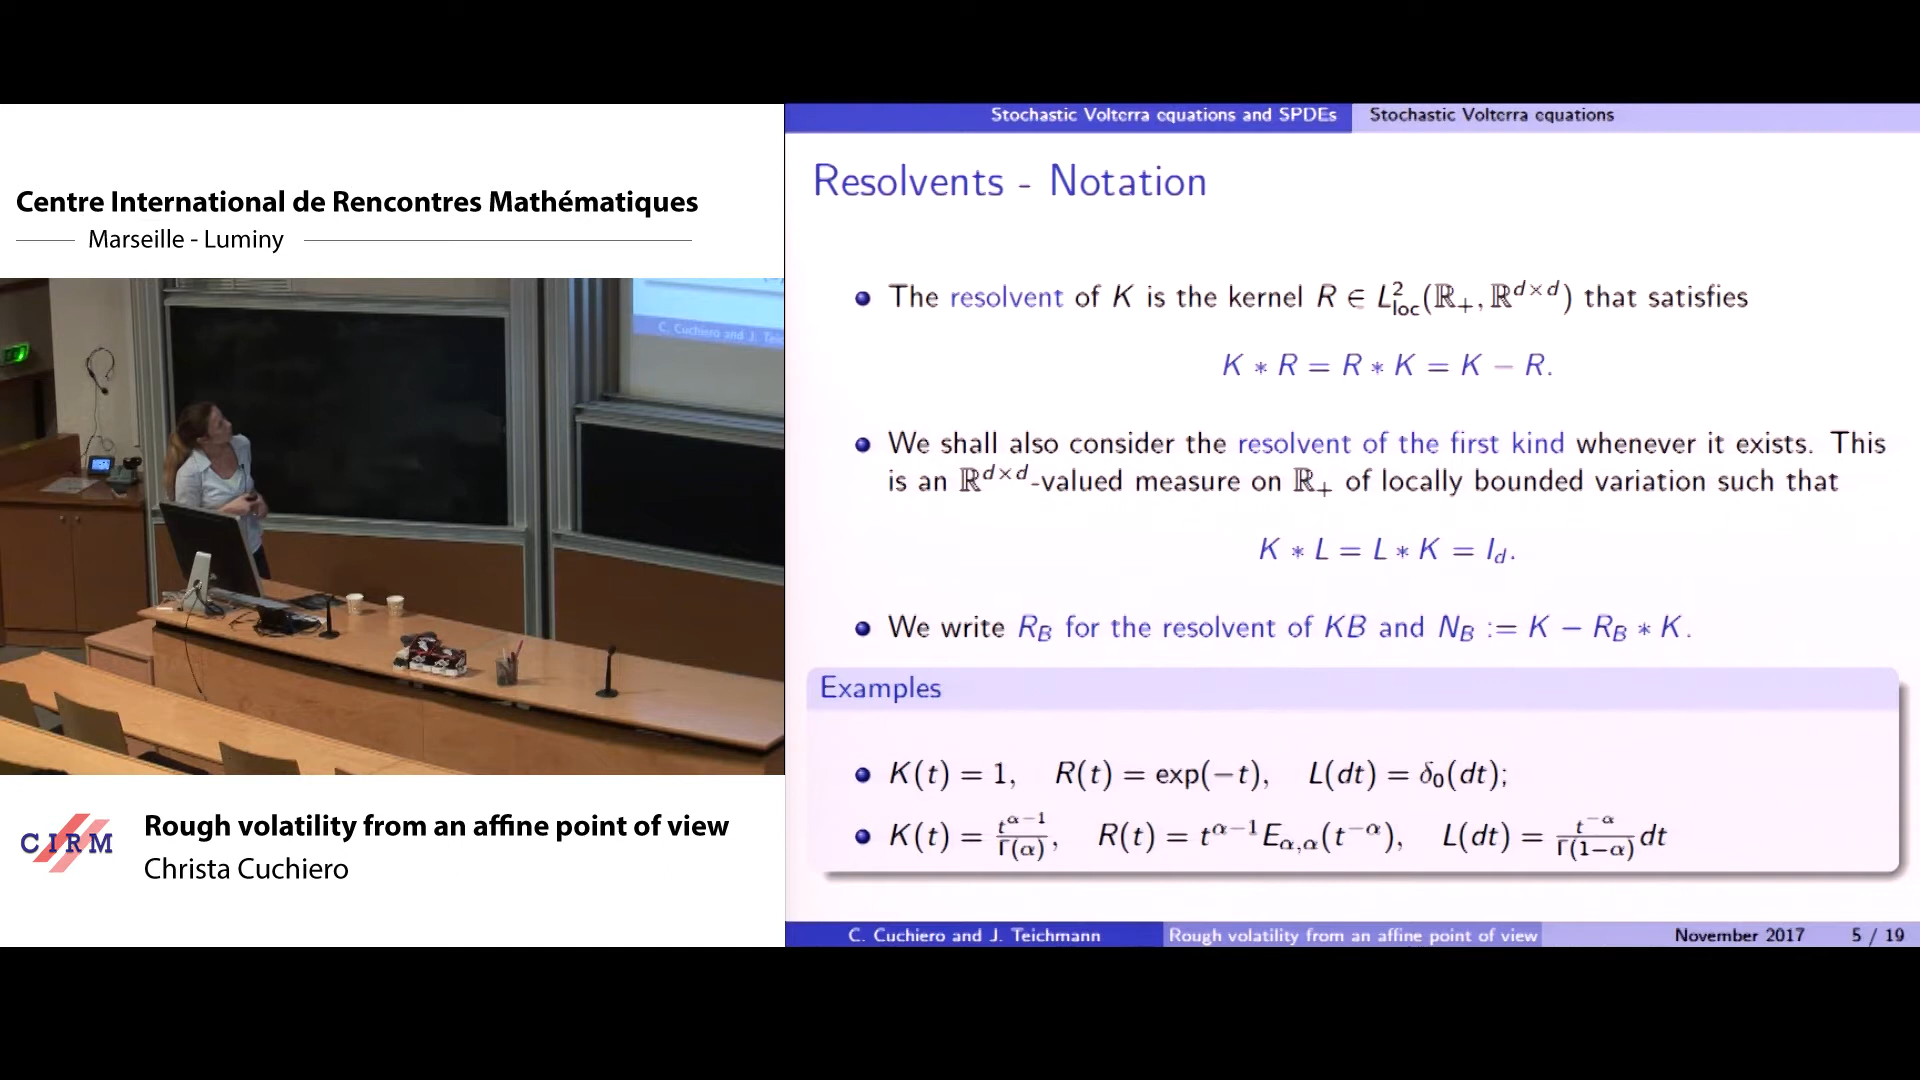 Centre International de Rencontres Mathématiques
Marseille - Luminy
C. Cuchiero and J. Teic
CIRM
Rough volatility from an affine point of view
Christa Cuchiero
Stochastic Volterra equations and SPDEs Stochastic Volterra equations
Resolvents - Notation
The resolvent of K is the kernel R ∈ L²_loc(ℝ₊, ℝ^{d×d}) that satisfies
K ∗ R = R ∗ K = K − R.
We shall also consider the resolvent of the first kind whenever it exists. This
is an ℝ^{d×d}-valued measure on ℝ₊ of locally bounded variation such that
K ∗ L = L ∗ K = I_d.
We write R_B for the resolvent of KB and N_B := K − R_B ∗ K.
Examples
K(t) = 1, R(t) = exp(−t), L(dt) = δ₀(dt);
K(t) = t^{α−1}/Γ(α), R(t) = t^{α−1}E_{α,α}(t^{−α}), L(dt) = t^{−α}/Γ(1−α) dt
C. Cuchiero and J. Teichmann Rough volatility from an affine point of view November 2017 5 / 19